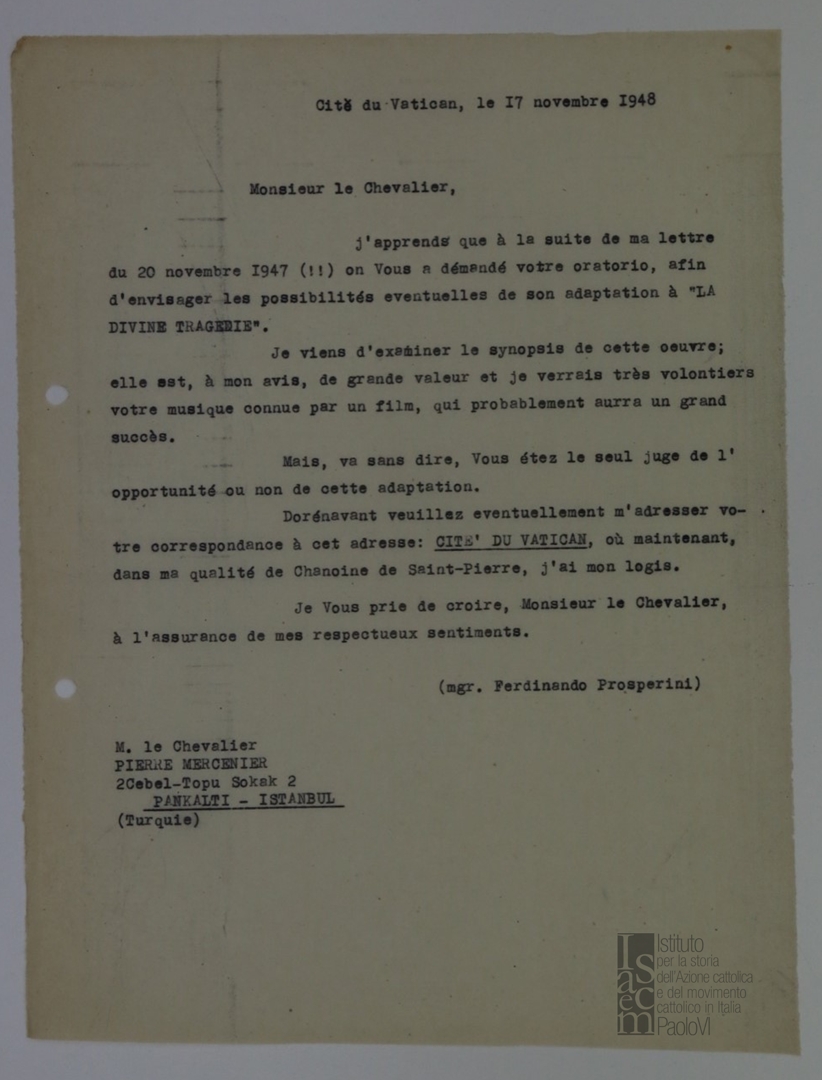 Citè du Vatican, le I7 novembre I948
Monsieur le Chevalier,
j'apprends que à la suite de ma lettre
du 20 novembre I947 (!!) on Vous a démandé votre oratorio, afin
d'envisager les possibilités eventuelles de son adaptation à "LA
DIVINE TRAGEDIE".
Je viens d'examiner le synopsis de cette oeuvre;
elle est, à mon avis, de grande valeur et je verrais très volontiers
votre musique connue par un film, qui probablement aurra un grand
succès.
Mais, va sans dire, Vous étez le seul juge de l'
opportunité ou non de cette adaptation.
Dorénavant veuillez eventuellement m'adresser vo-
tre correspondance à cet adresse: CITE' DU VATICAN, où maintenant,
dans ma qualité de Chanoine de Saint-Pierre, j'ai mon logis.
Je Vous prie de croire, Monsieur le Chevalier,
à l'assurance de mes respectueux sentiments.
(mgr. Ferdinando Prosperini)
M. le Chevalier
PIERRE MERCENIER
2Cebel-Topu Sokak 2
PANKALTI - ISTANBUL
(Turquie)
Isacem
Istituto
per la storia
dell'Azione cattolica
e del movimento
cattolico in Italia
PaoloVI